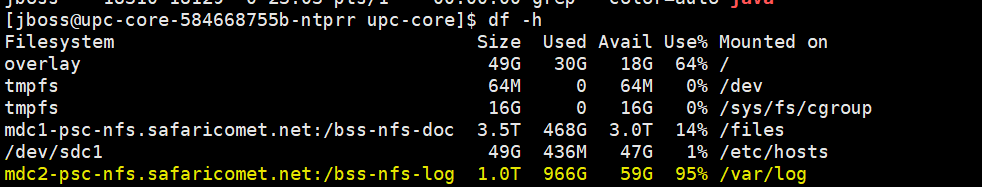 [jboss@upc-core-584668755b-ntprr upc-core]$ df -h
Filesystem Size Used Avail Use% Mounted on
overlay 49G 30G 18G 64% /
tmpfs 64M 0 64M 0% /dev
tmpfs 16G 0 16G 0% /sys/fs/cgroup
mdc1-psc-nfs.safaricomet.net:/bss-nfs-doc 3.5T 468G 3.0T 14% /files
/dev/sdc1 49G 436M 47G 1% /etc/hosts
mdc2-psc-nfs.safaricomet.net:/bss-nfs-log 1.0T 966G 59G 95% /var/log